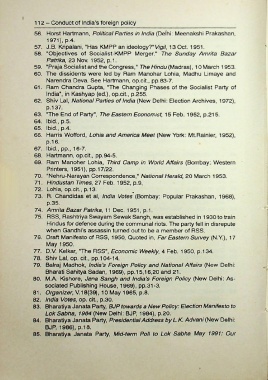 112 – Conduct of India's foreign policy
56. Horst Hartmann, Political Parties in India (Delhi: Meenakshi Prakashan,
1971), p.4.
57. J.B. Kripalani, "Has KMPP an ideology?" Vigil, 13 Oct. 1951.
58. "Objectives of Socialist-KMPP Merger" The Sunday Amrita Bazar
Patrika, 23 Nov. 1952, p.1.
59. "Praja Socialist and the Congress," The Hindu (Madras), 10 March 1953.
60. The dissidents were led by Ram Manohar Lohia, Madhu Limaye and
Narendra Deva. See Hartmann, op.cit., pp.83-7.
61. Ram Chandra Gupta, "The Changing Phases of the Socialist Party of
India", in Kashyap (ed.), op.cit., p.255.
62. Shiv Lal, National Parties of India (New Delhi: Election Archives, 1972),
p.137.
63. "The End of Party", The Eastern Economist, 15 Feb. 1952, p.215.
64. Ibid., p.5.
65. Ibid., p.4.
66. Harris Wofford, Lohia and America Meet (New York: Mt.Rainier, 1952),
p.16.
67. Ibid., pp., 16-7.
68. Hartmann, op.cit., pp.94-5.
69. Ram Manohar Lohia, Third Camp in World Affairs (Bombay: Western
Printers, 1951), pp.17/22.
70. "Nehru-Narayan Correspondence," National Herald, 20 March 1953.
71. Hindustan Times, 27 Feb. 1952, p.9.
72. Lohia, op.cit., p.13
73. R. Chandidas et al, India Votes (Bombay: Popular Prakashan, 1968),
p.35.
74. Amrita Bazar Patrika, 11 Dec. 1951, p.1.
75. RSS, Rashtriya Swayam Sewak Sangh, was established in 1930 to train
Hindus for defense during the communal riots. The party fell in disrepute
when Gandhi's assassin turned out to be a member of RSS.
76. Draft Manifesto of RSS, 1950, Quoted in, Far Eastern Survey (N.Y.), 17
May 1950.
77. D.V. Kelkar, "The RSS", Economic Weekly, 4 Feb. 1950, p.134.
78. Shiv Lal, op. cit., pp.104-14.
79. Balraj Madhok, India's Foreign Policy and National Affairs (New Delhi:
Bharati Sahitya Sadan, 1969), pp.15,16,20 and 21.
80. M.A. Kishore, Jana Sangh and India's Foreign Policy (New Delhi: As-
sociated Publishing House, 1969), pp.31-3.
81. Organizer, V.18(39), 10 May 1965, p.8.
82. India Votes, op. cit., p.30.
83. Bharatiya Janata Party, BJP towards a New Policy: Election Manifesto to
Lok Sabha, 1984 (New Delhi: BJP, 1984), p.20.
84. Bharatiya Janata Party, Presidential Address by L.K. Advani (New Delhi:
BJP, 1986), p.18.
85. Bharatiya Janata Party, Mid-term Poll to Lok Sabha May 1991: Our